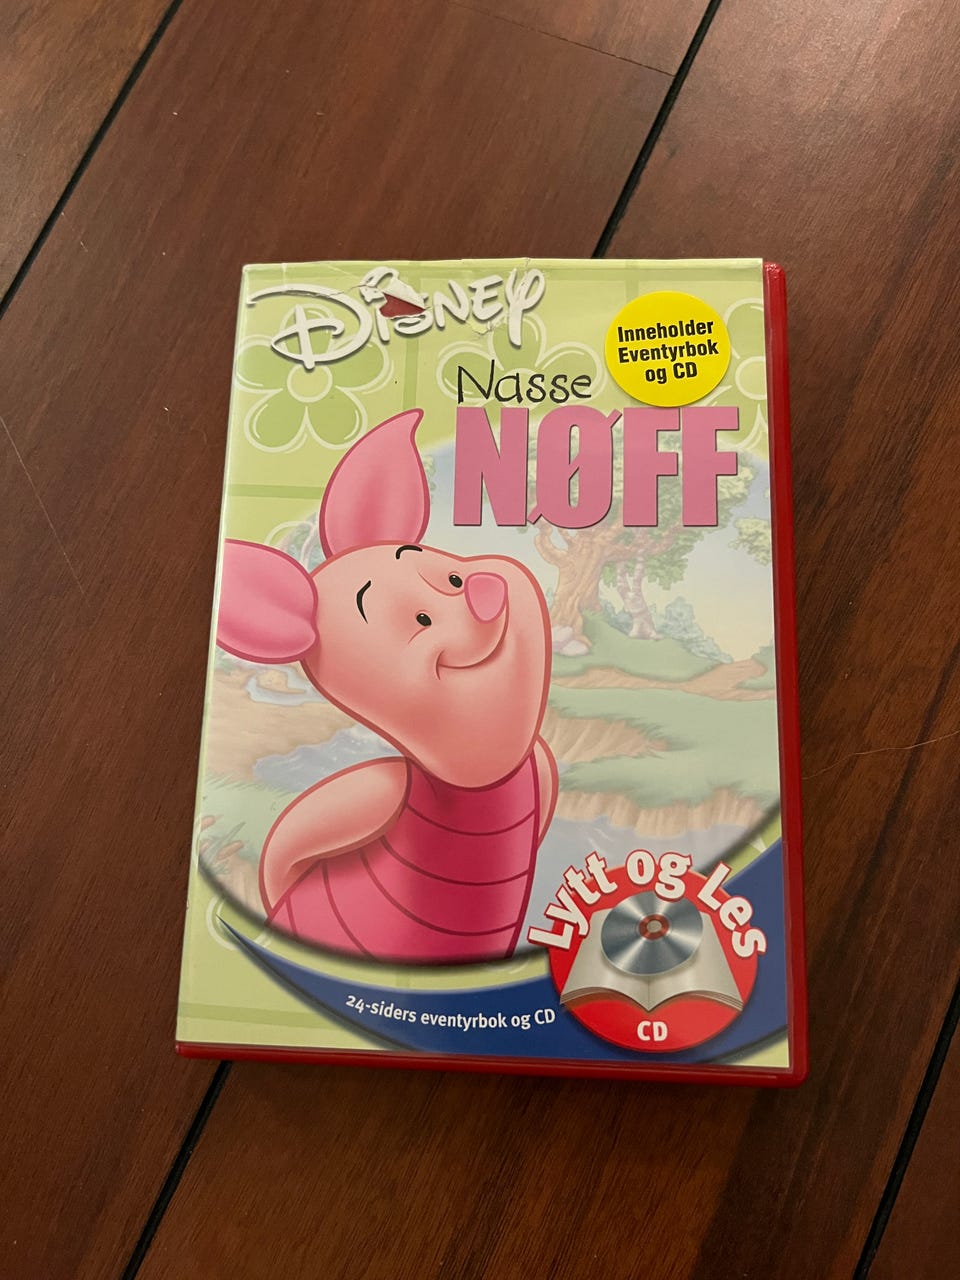 DISNEY
Inneholder
Eventyrbok
og CD
Nasse
NØFF
Lytt og Les
CD
24-siders eventyrbok og CD